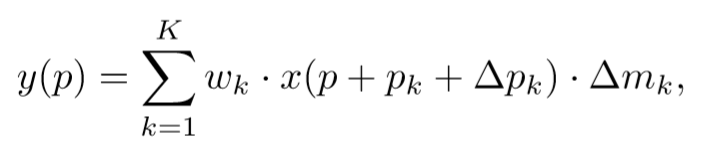 y(p) = \sum_{k=1}^{K} w_k \cdot x(p + p_k + \Delta p_k) \cdot \Delta m_k,